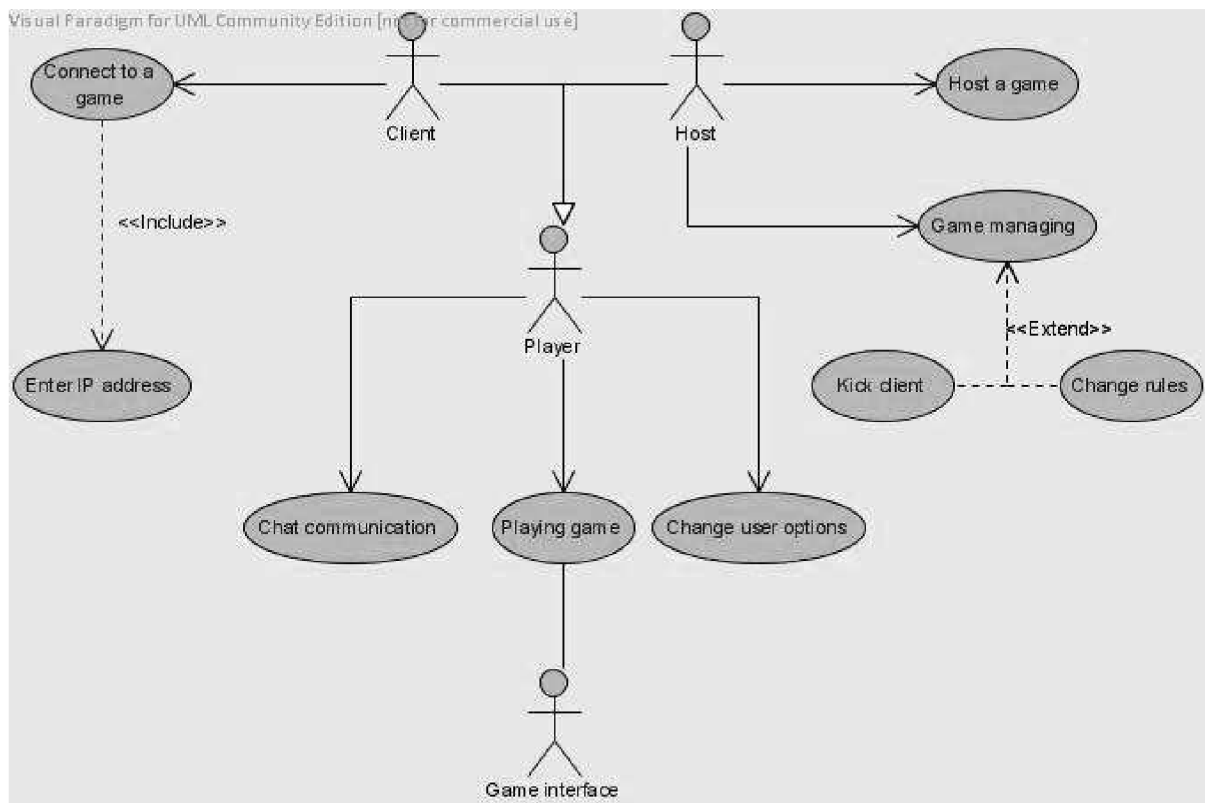 Visual Paradigm for UML Community Edition [not for commercial use]
Connect to a
game
Client
Host
Host a game
<<Include>>
Game managing
Player
<<Extend>>
Enter IP address
Kick client
Change rules
Chat communication
Playing game
Change user options
Game interface